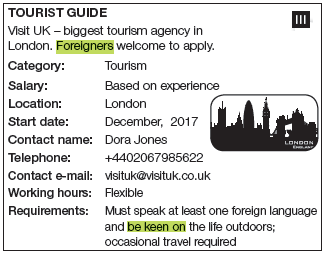 TOURIST GUIDE
III
Visit UK – biggest tourism agency in
London. Foreigners welcome to apply.
Category: Tourism
Salary: Based on experience
Location: London
Start date: December, 2017
Contact name: Dora Jones
Telephone: +4402067985622
Contact e-mail: visituk@visituk.co.uk
Working hours: Flexible
Requirements: Must speak at least one foreign language
and be keen on the life outdoors;
occasional travel required
LONDON
ENGLAND